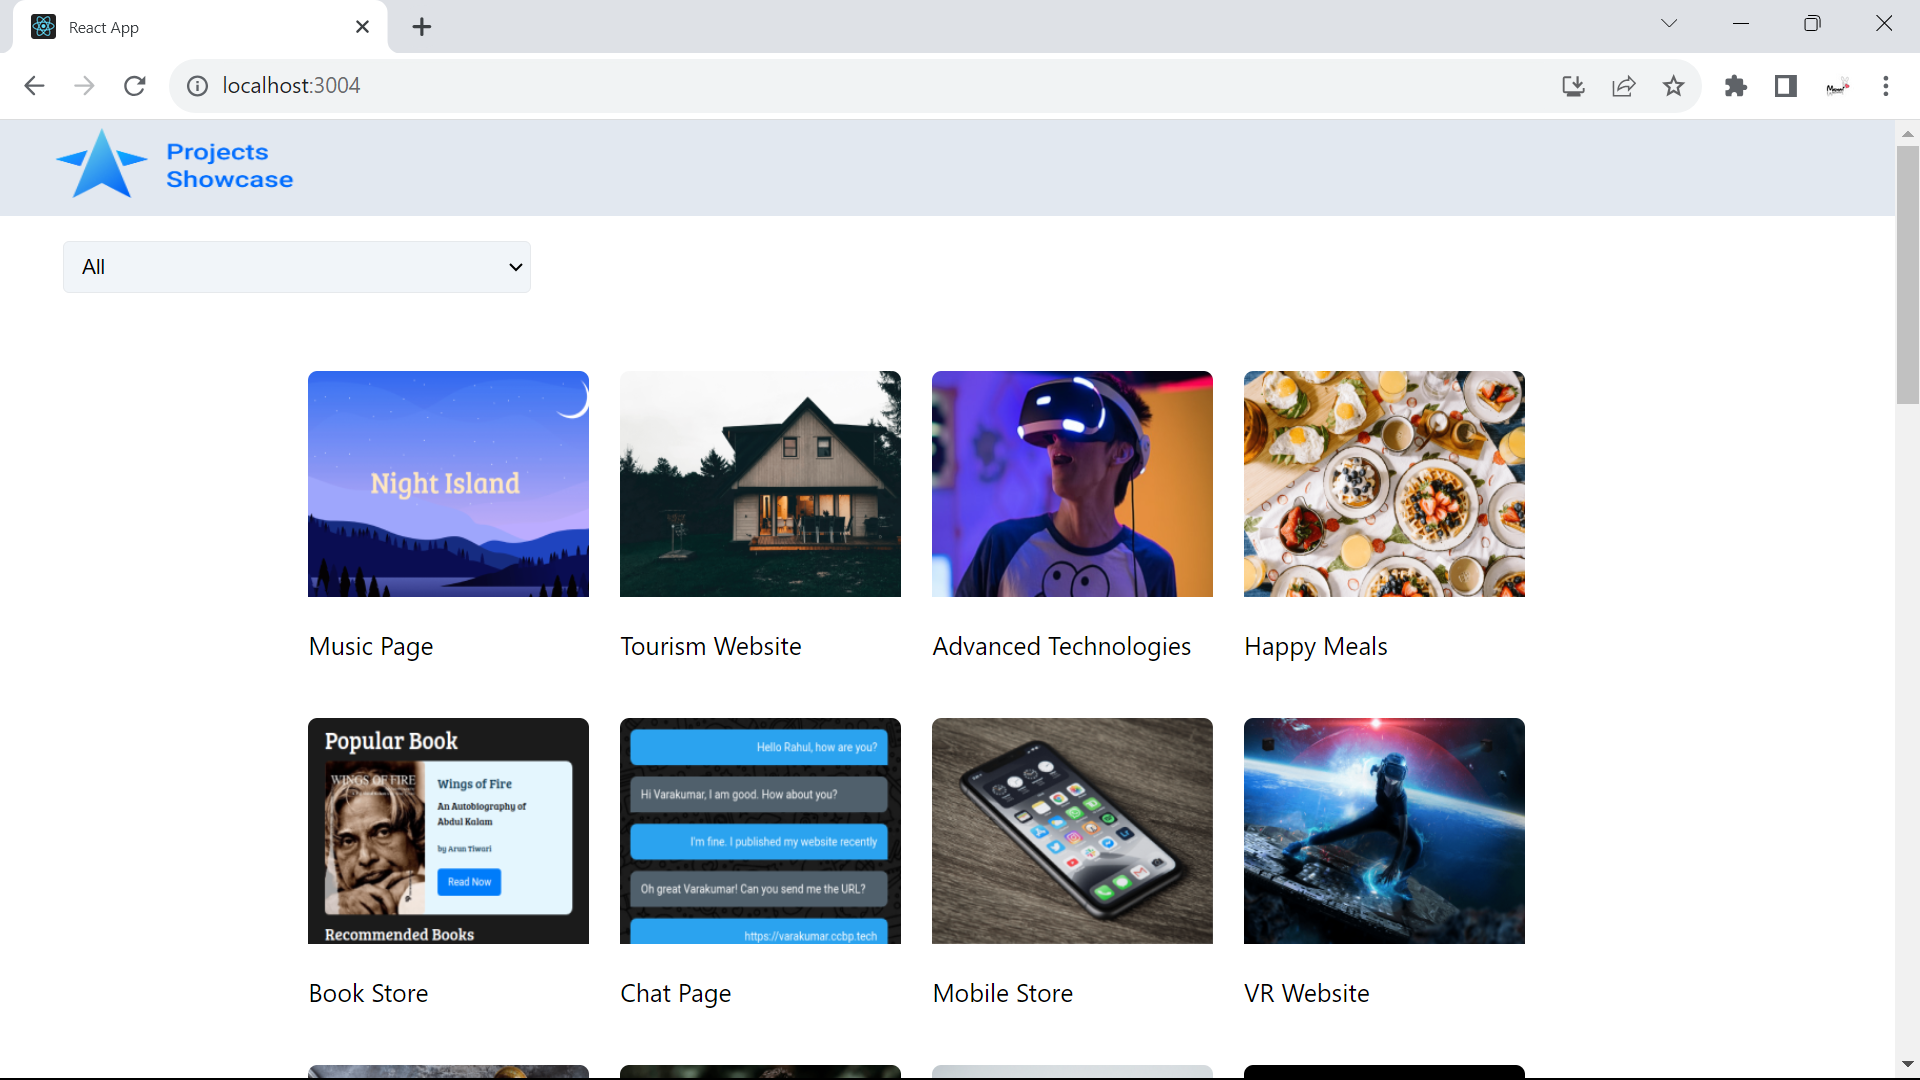 React App
localhost:3004
Projects
Showcase
All
Night Island
Music Page
Tourism Website
Advanced Technologies
Happy Meals
Popular Book
WINGS OF FIRE
Wings of Fire
An Autobiography of
Abdul Kalam
by Arun Tiwari
Read Now
Recommended Books
Hello Rahul, how are you?
Hi Varakumar, I am good. How about you?
I'm fine. I published my website recently
Oh great Varakumar! Can you send me the URL?
https://varakumar.ccbp.tech
Book Store
Chat Page
Mobile Store
VR Website